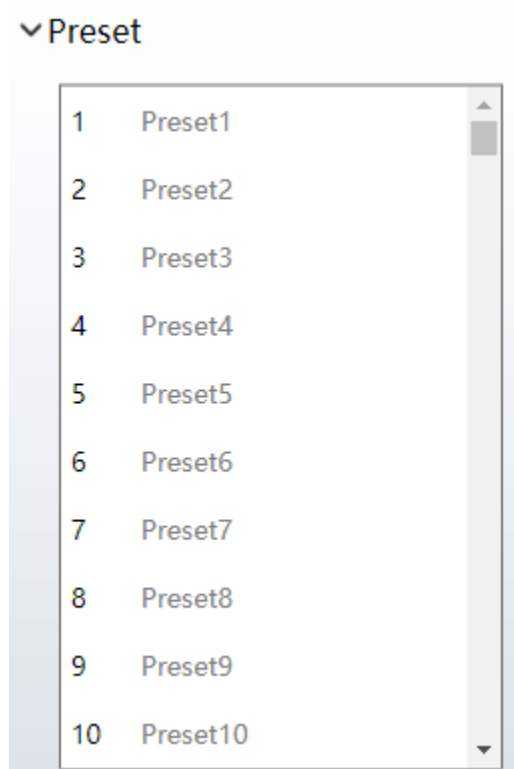 Preset
1 Preset1
2 Preset2
3 Preset3
4 Preset4
5 Preset5
6 Preset6
7 Preset7
8 Preset8
9 Preset9
10 Preset10